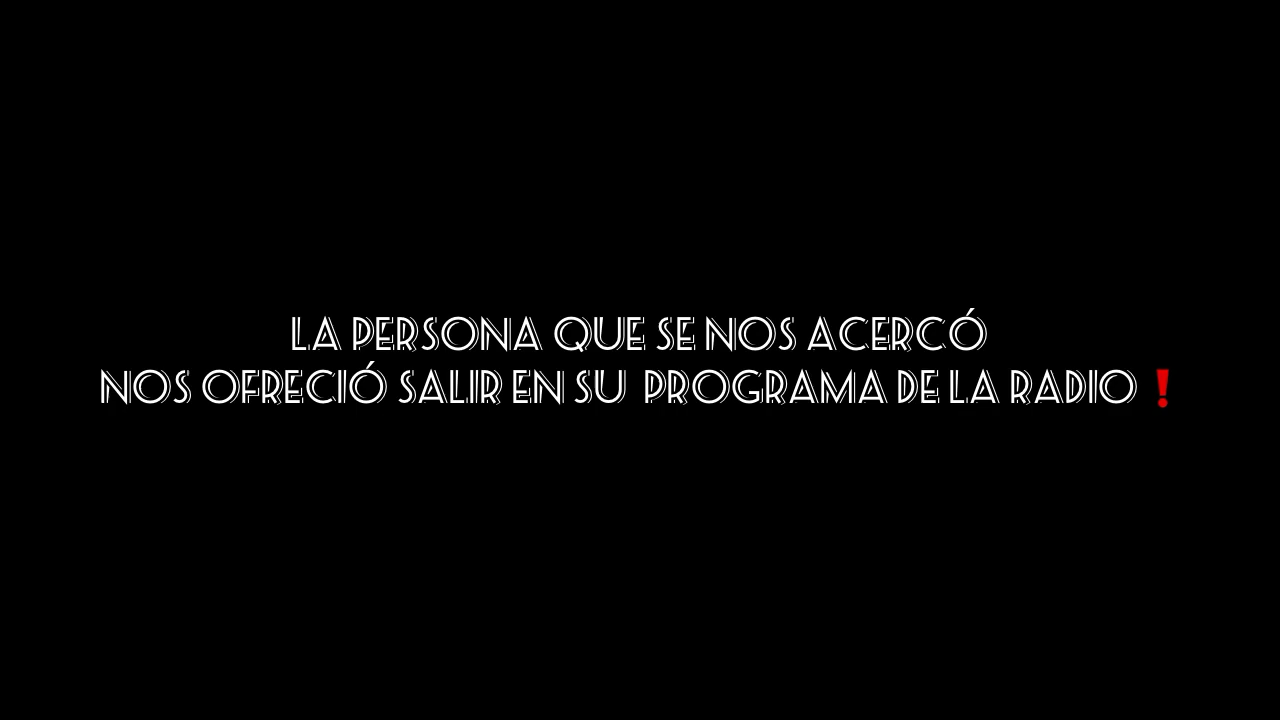 LA PERSONA QUE SE NOS ACERCÓ
NOS OFRECIÓ SALIR EN SU PROGRAMA DE LA RADIO❗